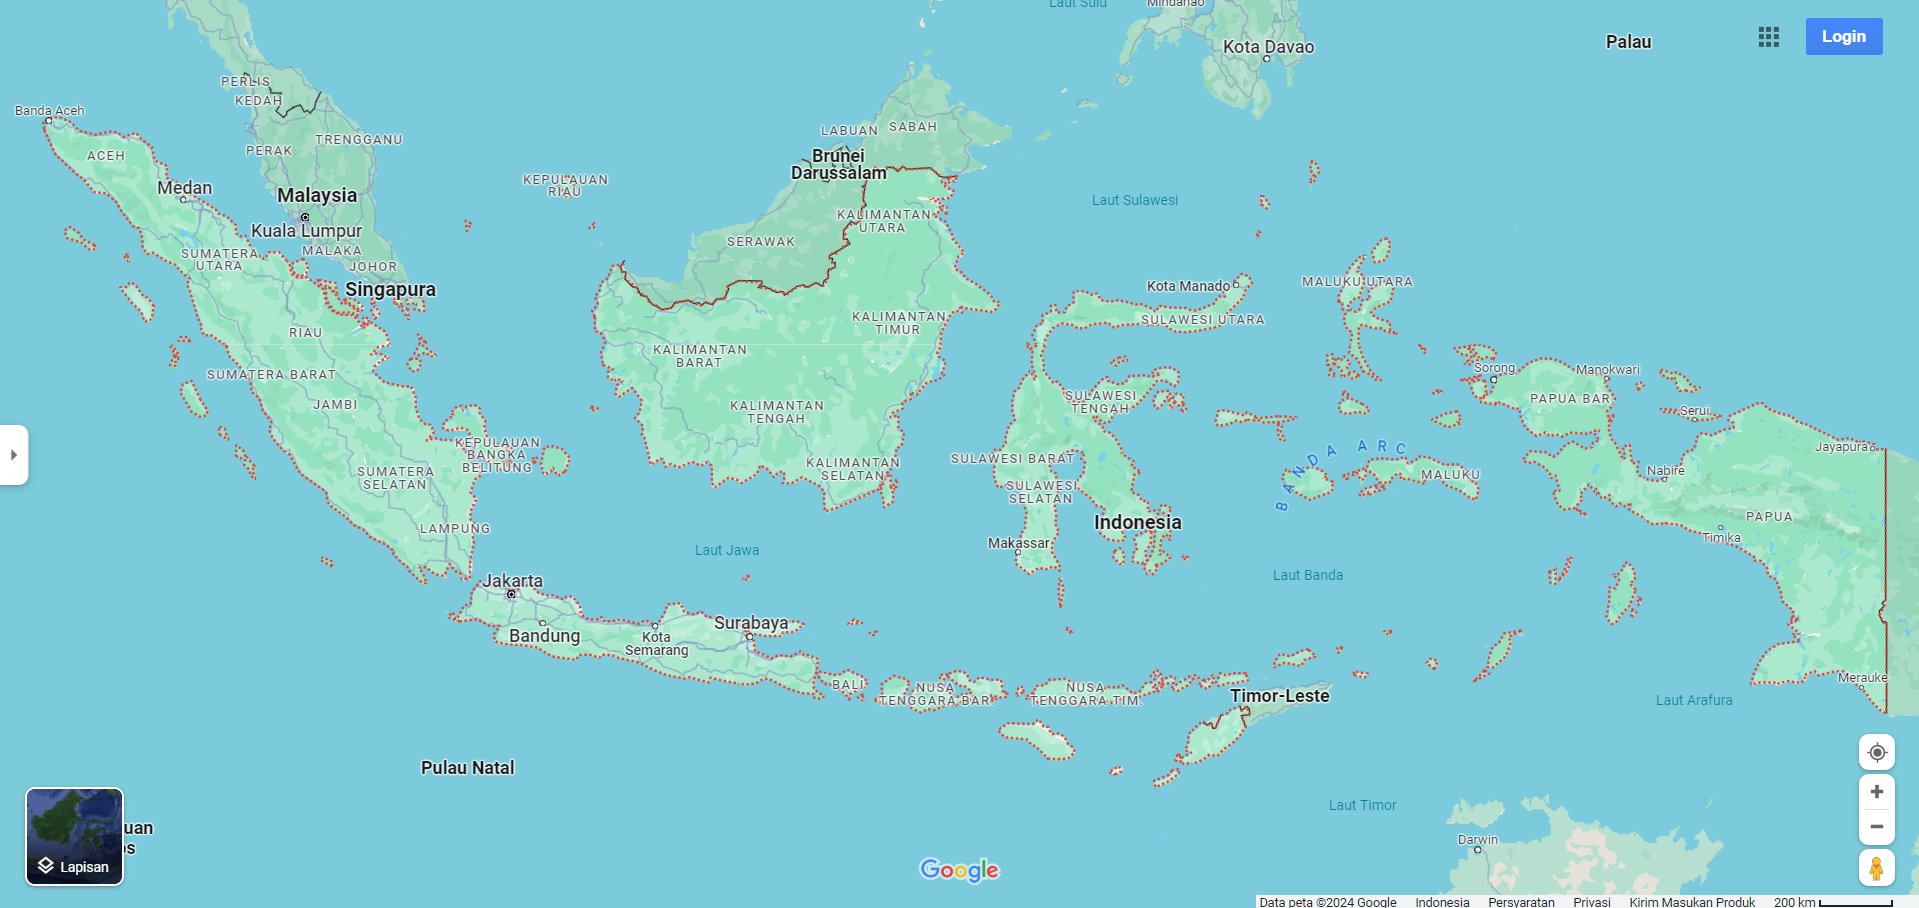 Laut Sulu
Mindanao
Kota Davao
Palau
Login
PERLIS
KEDAH
Banda Aceh
TRENGGANU
PERAK
ACEH
LABUAN
SABAH
Brunei
Darussalam
KEPULAUAN
RIAU
Medan
Malaysia
Laut Sulawesi
KALIMANTAN
UTARA
Kuala Lumpur
SERAWAK
MALAKA
SUMATERA
UTARA
JOHOR
Singapura
Kota Manado
MALUKU UTARA
SULAWESI UTARA
KALIMANTAN
TIMUR
RIAU
KALIMANTAN
BARAT
SUMATERA BARAT
Sorong
Manokwari
JAMBI
KALIMANTAN
TENGAH
SULAWESI
TENGAH
PAPUA BAR
Serui
KEPULAUAN
BANGKA
BELITUNG
BANDA ARC
Jayapura
SUMATERA
SELATAN
KALIMANTAN
SELATAN
SULAWESI BARAT
SULAWESI
SELATAN
MALUKU
Nabire
PAPUA
LAMPUNG
Indonesia
Timika
Makassar
Laut Jawa
Laut Banda
Jakarta
Bandung
Kota
Semarang
Surabaya
BALI
NUSA
TENGGARA BAR.
NUSA
TENGGARA TIM.
Timor-Leste
Merauke
Laut Arafura
Pulau Natal
Laut Timor
uan
os
Lapisan
Darwin
Google
Data peta ©2024 Google Indonesia Persyaratan Privasi Kirim Masukan Produk 200 km